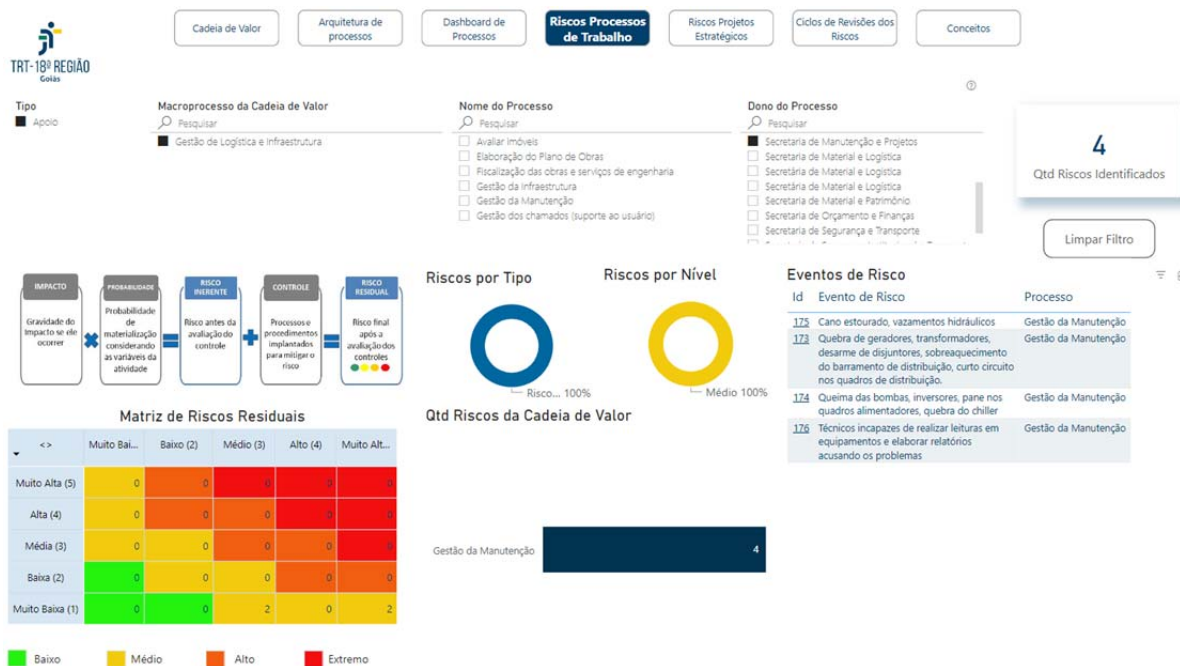 Cadeia de Valor
Arquitetura de
processos
Dashboard de
Processos
Riscos Processos
de Trabalho
Riscos Projetos
Estratégicos
Ciclos de Revisões dos
Riscos
Conceitos
TRT-18ª REGIÃO
Goiás
Tipo
Apoio
Macroprocesso da Cadeia de Valor
Pesquisar
Gestão de Logística e Infraestrutura
Nome do Processo
Pesquisar
Avaliar imóveis
Elaboração do Plano de Obras
Fiscalização das obras e serviços de engenharia
Gestão da Infraestrutura
Gestão da Manutenção
Gestão dos chamados (suporte ao usuário)
Dono do Processo
Pesquisar
Secretaria de Manutenção e Projetos
Secretaria de Material e Logística
Secretária de Material e Logística
Secretaria de Material e Logística
Secretaria de Material e Patrimônio
Secretaria de Orçamento e Finanças
Secretaria de Segurança e Transporte
4
Qtd Riscos Identificados
Limpar Filtro
IMPACTO
Gravidade do
Impacto se ele
ocorrer
PROBABILIDADE
Probabilidade
de
materialização
considerando
as variáveis da
atividade
RISCO
INERENTE
Risco antes da
avaliação do
controle
CONTROLE
Processos e
procedimentos
implantados
para mitigar o
risco
RISCO
RESIDUAL
Risco final
após a
avaliação dos
controles
Riscos por Tipo
Risco... 100%
Riscos por Nível
Médio 100%
Eventos de Risco
Id Evento de Risco Processo
175 Cano estourado, vazamentos hidráulicos Gestão da Manutenção
173 Quebra de geradores, transformadores, Gestão da Manutenção
desarme de disjuntores, sobreaquecimento
do barramento de distribuição, curto circuito
nos quadros de distribuição.
174 Queima das bombas, inversores, pane nos Gestão da Manutenção
quadros alimentadores, quebra do chiller
176 Técnicos incapazes de realizar leituras em Gestão da Manutenção
equipamentos e elaborar relatórios
acusando os problemas
Matriz de Riscos Residuais
<> Muito Bai... Baixo (2) Médio (3) Alto (4) Muito Alt...
Muito Alta (5) 0 0 0 0 0
Alta (4) 0 0 0 0 0
Média (3) 0 0 0 0 0
Baixa (2) 0 0 0 0 0
Muito Baixa (1) 0 0 2 0 2
Baixo Médio Alto Extremo
Qtd Riscos da Cadeia de Valor
Gestão da Manutenção 4